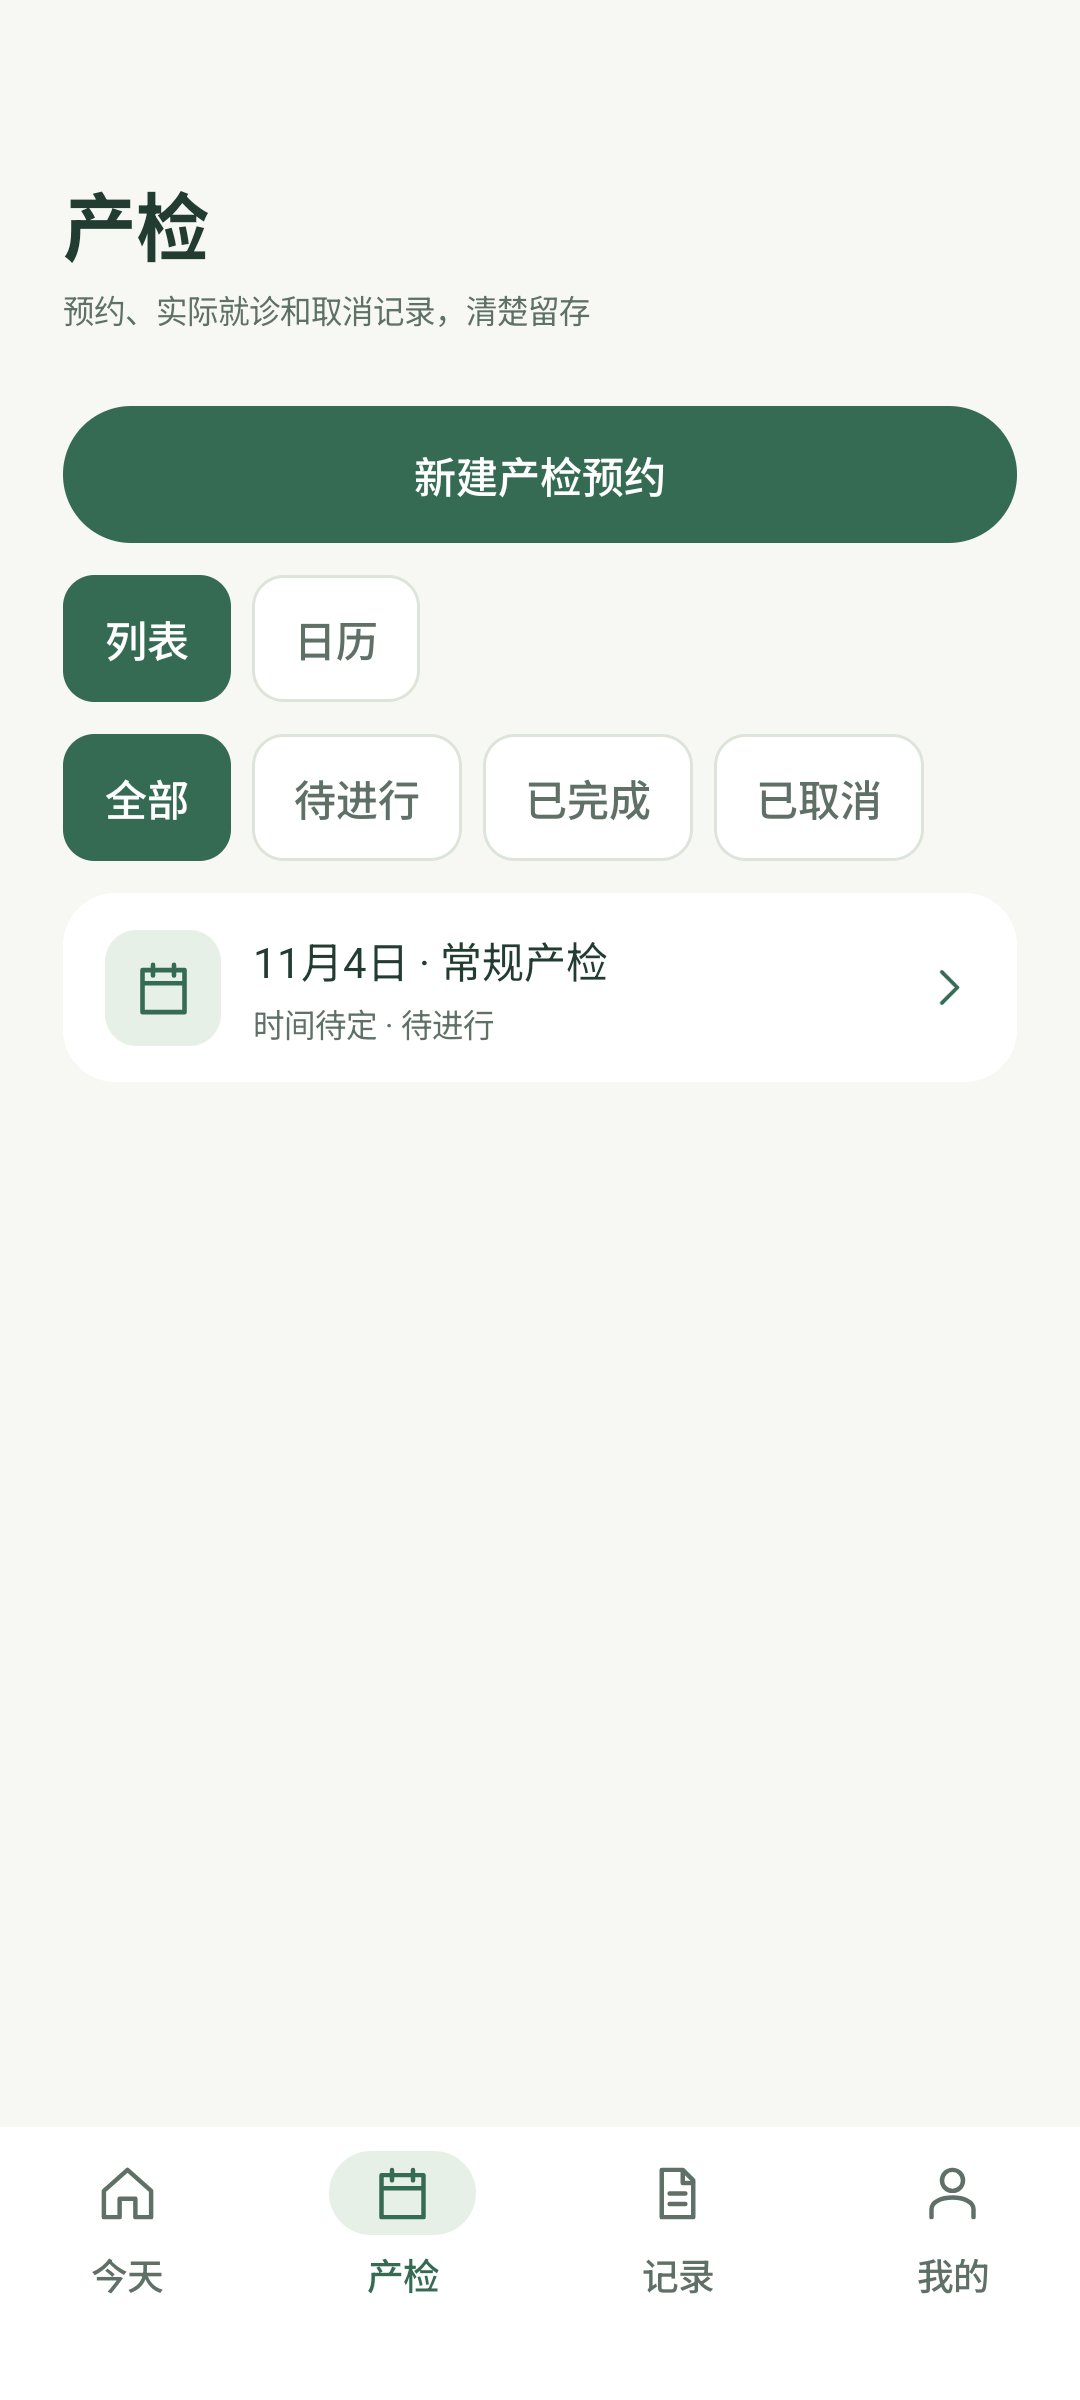 产检
预约、实际就诊和取消记录，清楚留存
新建产检预约
列表 日历
全部 待进行 已完成 已取消
11月4日 · 常规产检
时间待定 · 待进行
今天 产检 记录 我的